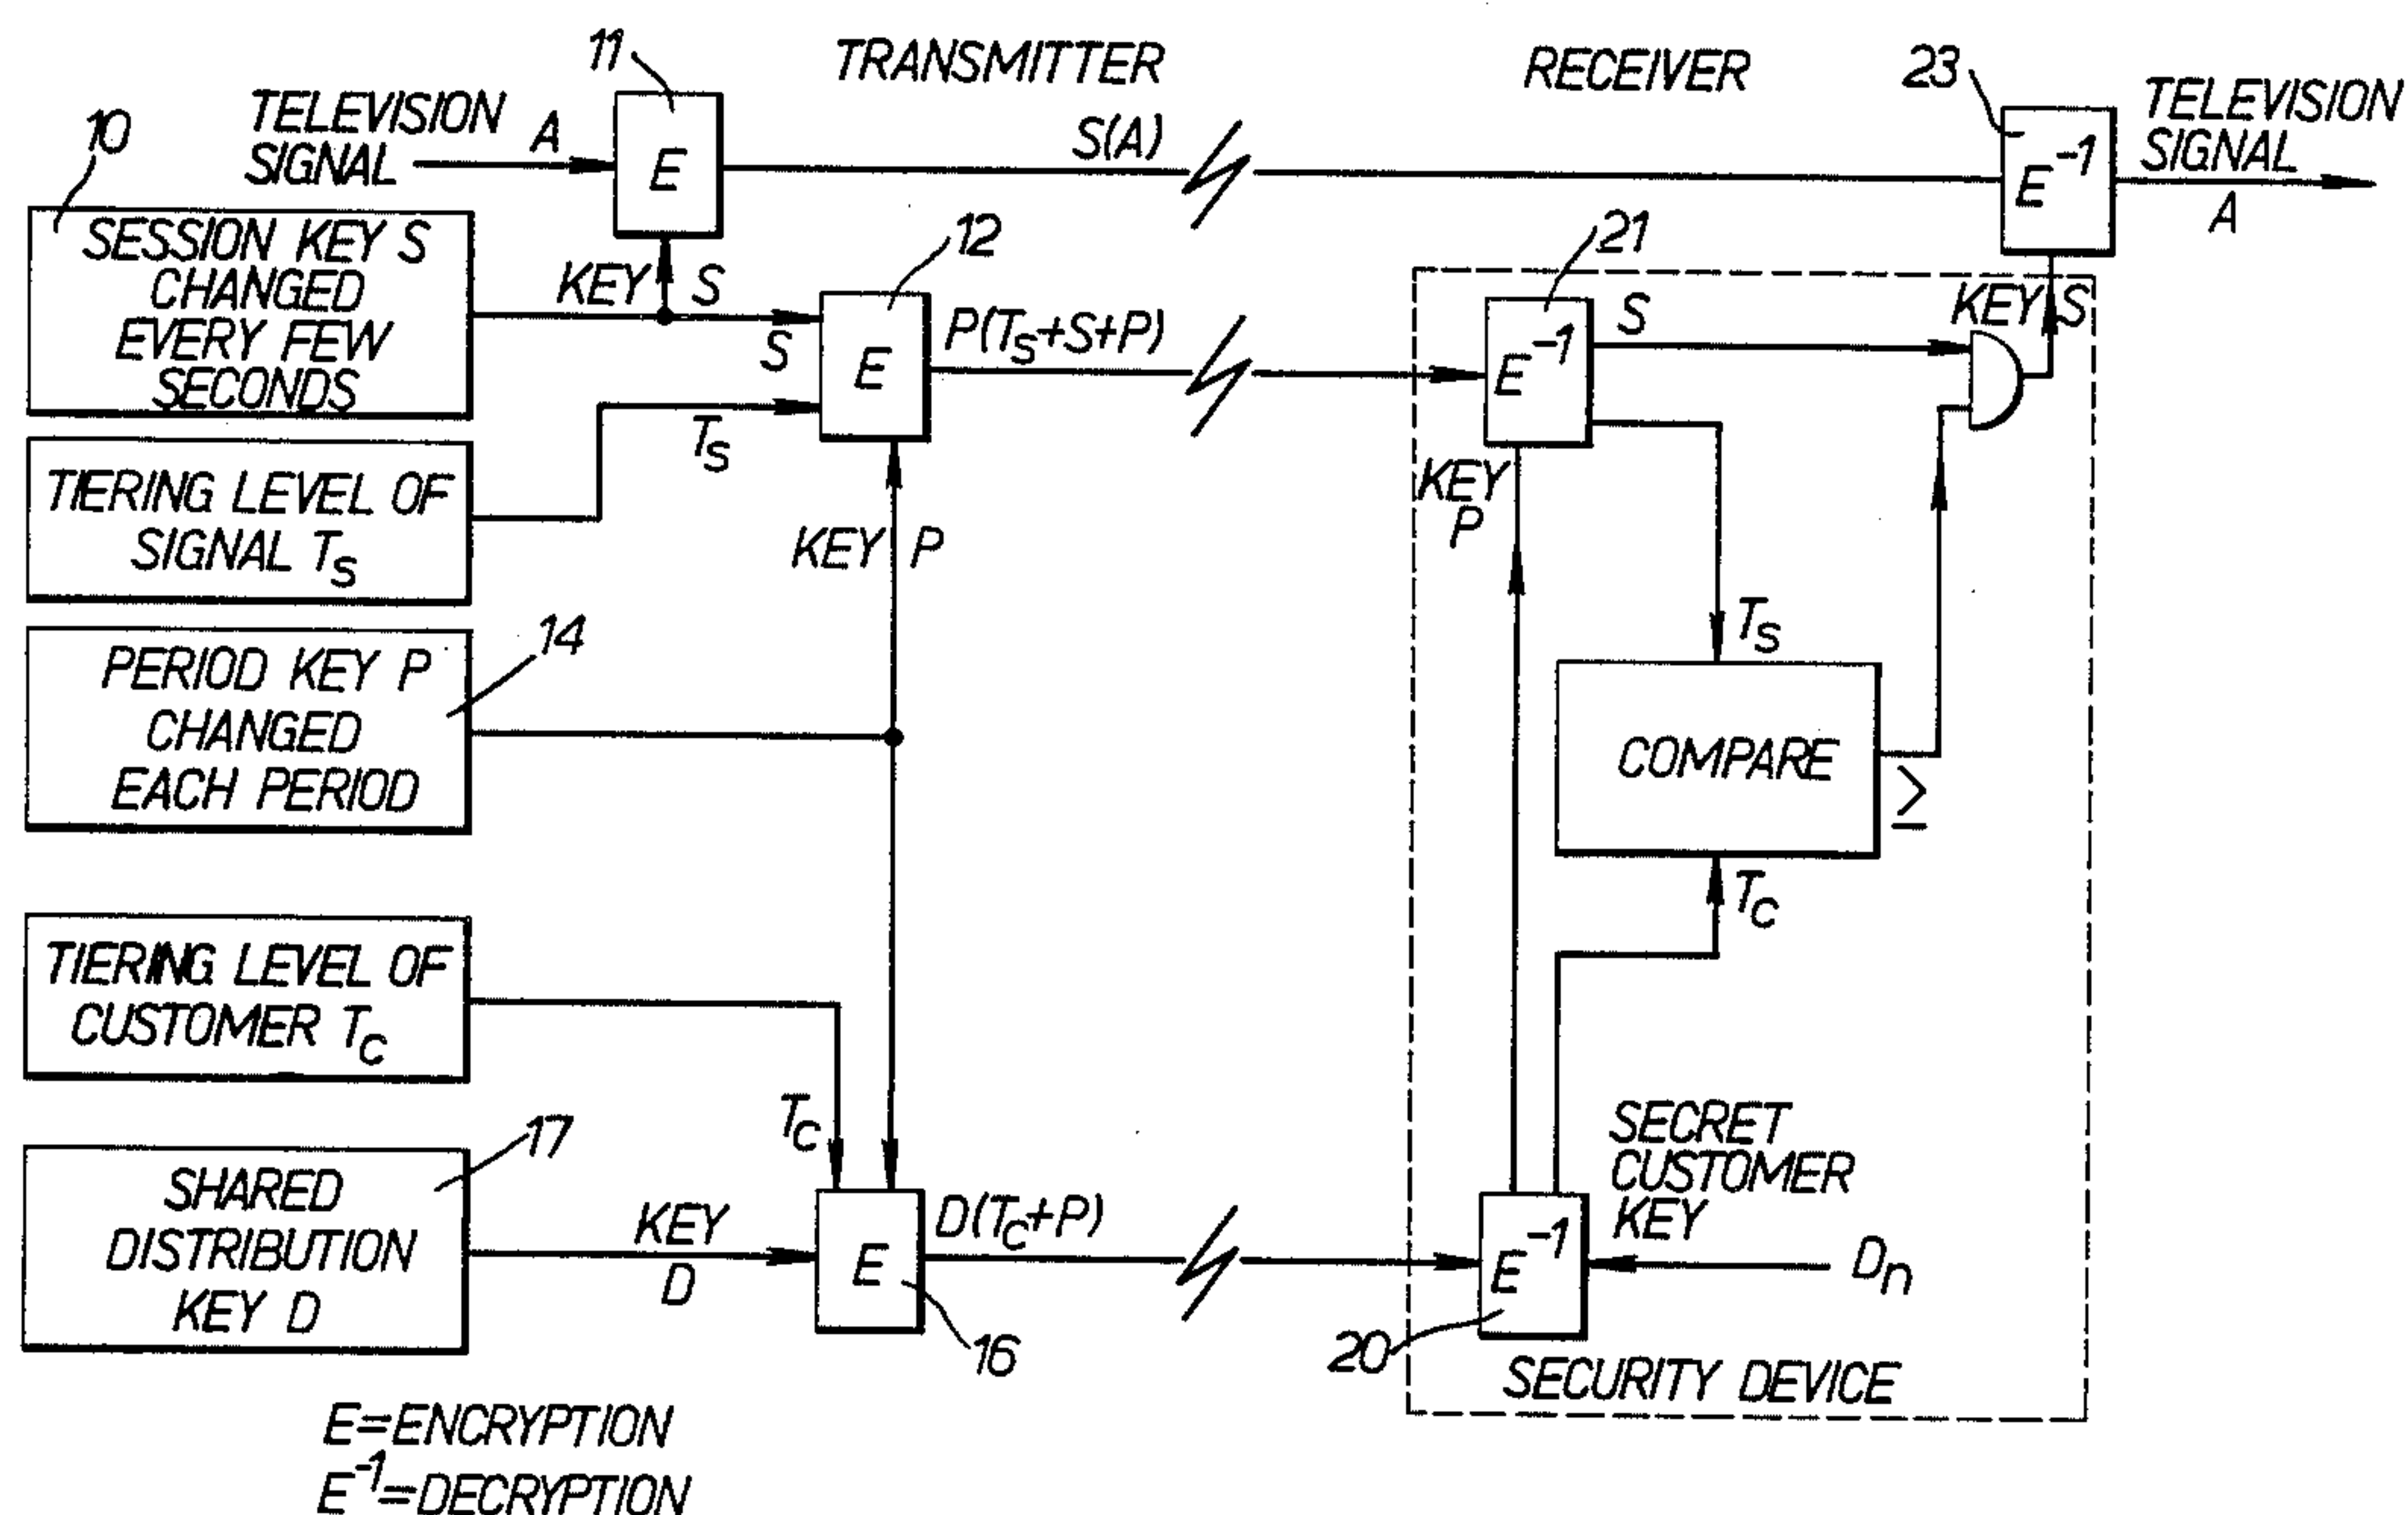 TRANSMITTER
RECEIVER
11
23
10
TELEVISION
SIGNAL
A
E
S(A)
E⁻¹
TELEVISION
SIGNAL
A
SESSION KEY S
CHANGED
EVERY FEW
SECONDS
KEY S
S
12
E
P(Ts+S+P)
21
E⁻¹
S
KEY S
Ts
TIERING LEVEL OF
SIGNAL Ts
KEY P
KEY
P
Ts
14
PERIOD KEY P
CHANGED
EACH PERIOD
COMPARE
≥
Tc
TIERING LEVEL OF
CUSTOMER Tc
Tc
17
SHARED
DISTRIBUTION
KEY D
KEY
D
E
16
D(Tc+P)
SECRET
CUSTOMER
KEY
E⁻¹
Dn
20
SECURITY DEVICE
E=ENCRYPTION
E⁻¹=DECRYPTION